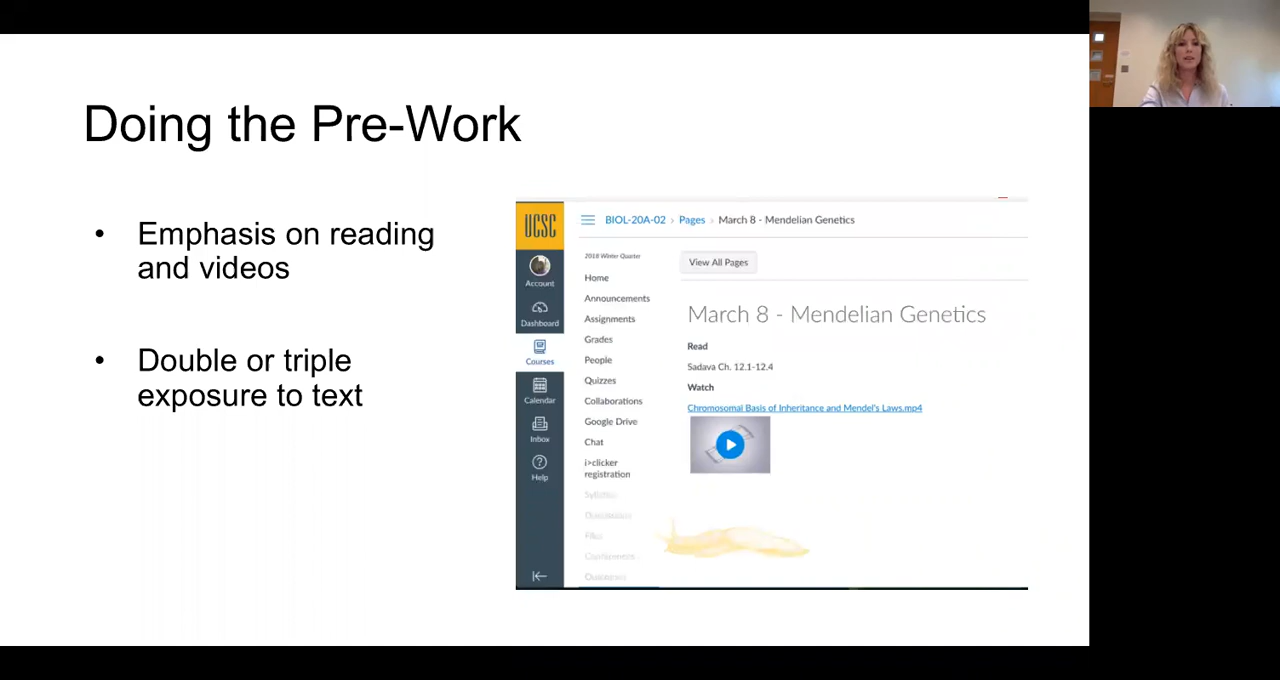 Doing the Pre-Work
• Emphasis on reading
and videos
• Double or triple
exposure to text
UCSC
Account
Dashboard
Courses
Calendar
Inbox
Help
BIOL-20A-02 › Pages › March 8 - Mendelian Genetics
2018 Winter Quarter
Home
Announcements
Assignments
Grades
People
Quizzes
Collaborations
Google Drive
Chat
i>clicker
registration
Syllabus
Files
View All Pages
March 8 - Mendelian Genetics
Read
Sadava Ch. 12.1-12.4
Watch
Chromosomal Basis of Inheritance and Mendel's Laws.mp4